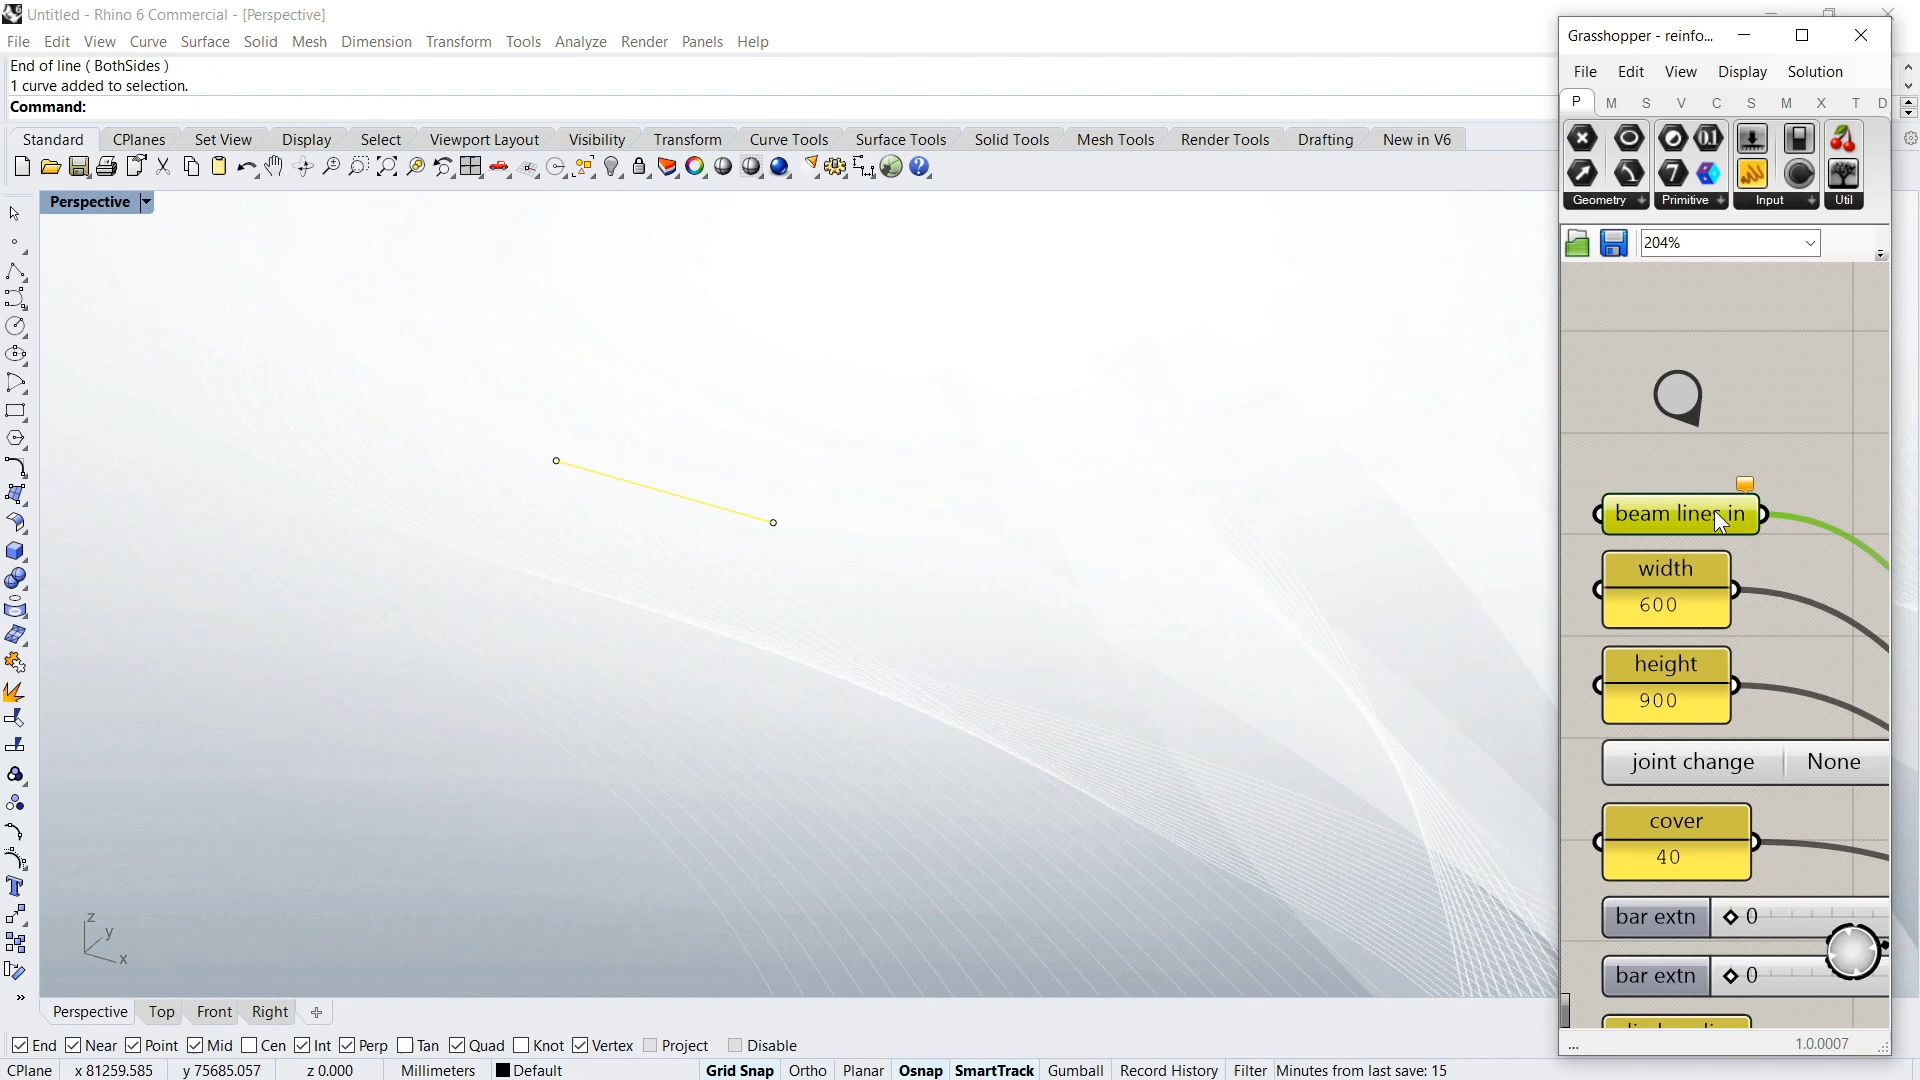 Untitled - Rhino 6 Commercial - [Perspective]
File Edit View Curve Surface Solid Mesh Dimension Transform Tools Analyze Render Panels Help
End of line ( BothSides )
1 curve added to selection.
Command:
Standard CPlanes Set View Display Select Viewport Layout Visibility Transform Curve Tools Surface Tools Solid Tools Mesh Tools Render Tools Drafting New in V6
Perspective
z
y
x
Perspective Top Front Right
End Near Point Mid Cen Int Perp Tan Quad Knot Vertex Project Disable
CPlane x 81259.585 y 75685.057 z 0.000 Millimeters Default Grid Snap Ortho Planar Osnap SmartTrack Gumball Record History Filter Minutes from last save: 15
Grasshopper - reinfo...
File Edit View Display Solution
P M S V C S M X T D
Geometry Primitive Input Util
204%
beam lines in
width
600
height
900
joint change None
cover
40
bar extn 0
bar extn 0
... 1.0.0007